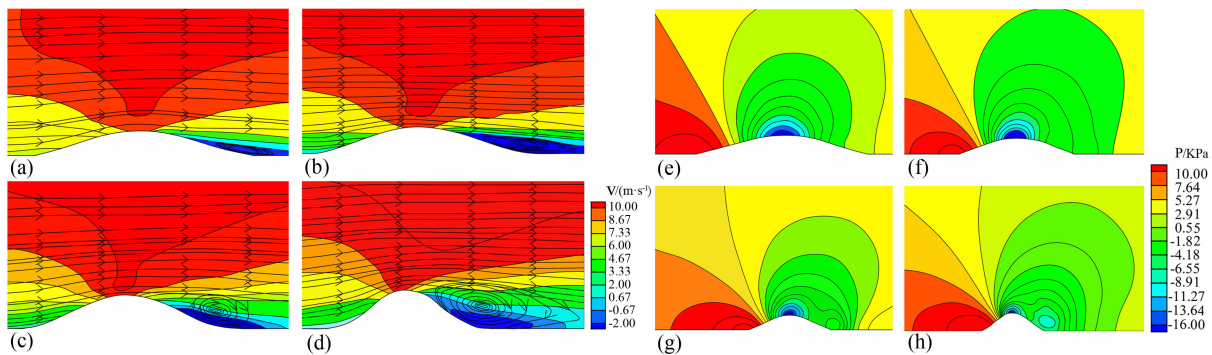 (a)
(b)
(e)
(f)
(c)
(d)
V/(m·s⁻¹)
10.00
8.67
7.33
6.00
4.67
3.33
2.00
0.67
-0.67
-2.00
(g)
(h)
P/KPa
10.00
7.64
5.27
2.91
0.55
-1.82
-4.18
-6.55
-8.91
-11.27
-13.64
-16.00